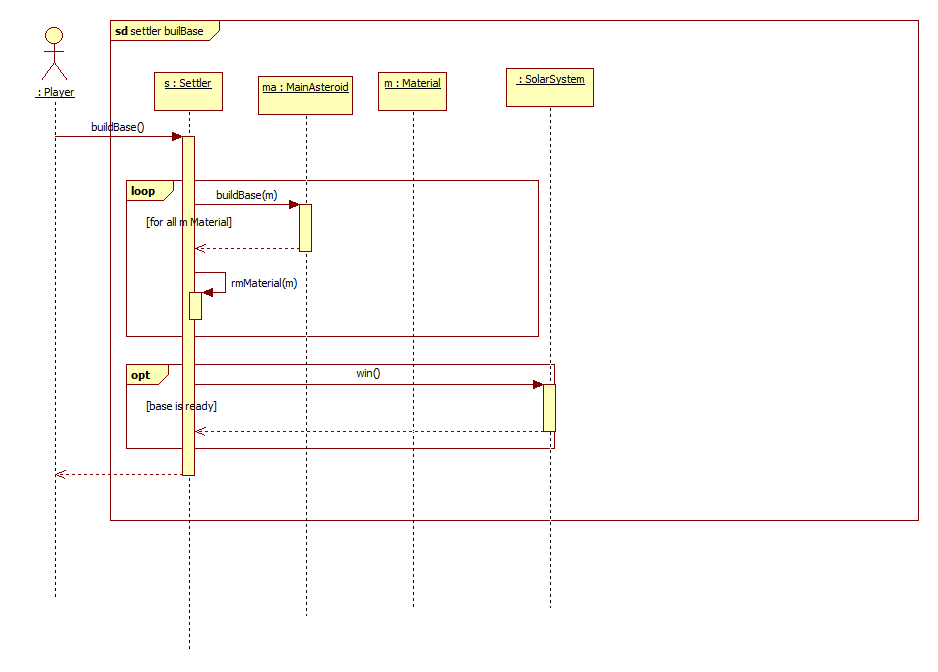 sd settler builBase
: Player
s : Settler
ma : MainAsteroid
m : Material
: SolarSystem
buildBase()
loop
buildBase(m)
[for all m Material]
rmMaterial(m)
opt
win()
[base is ready]